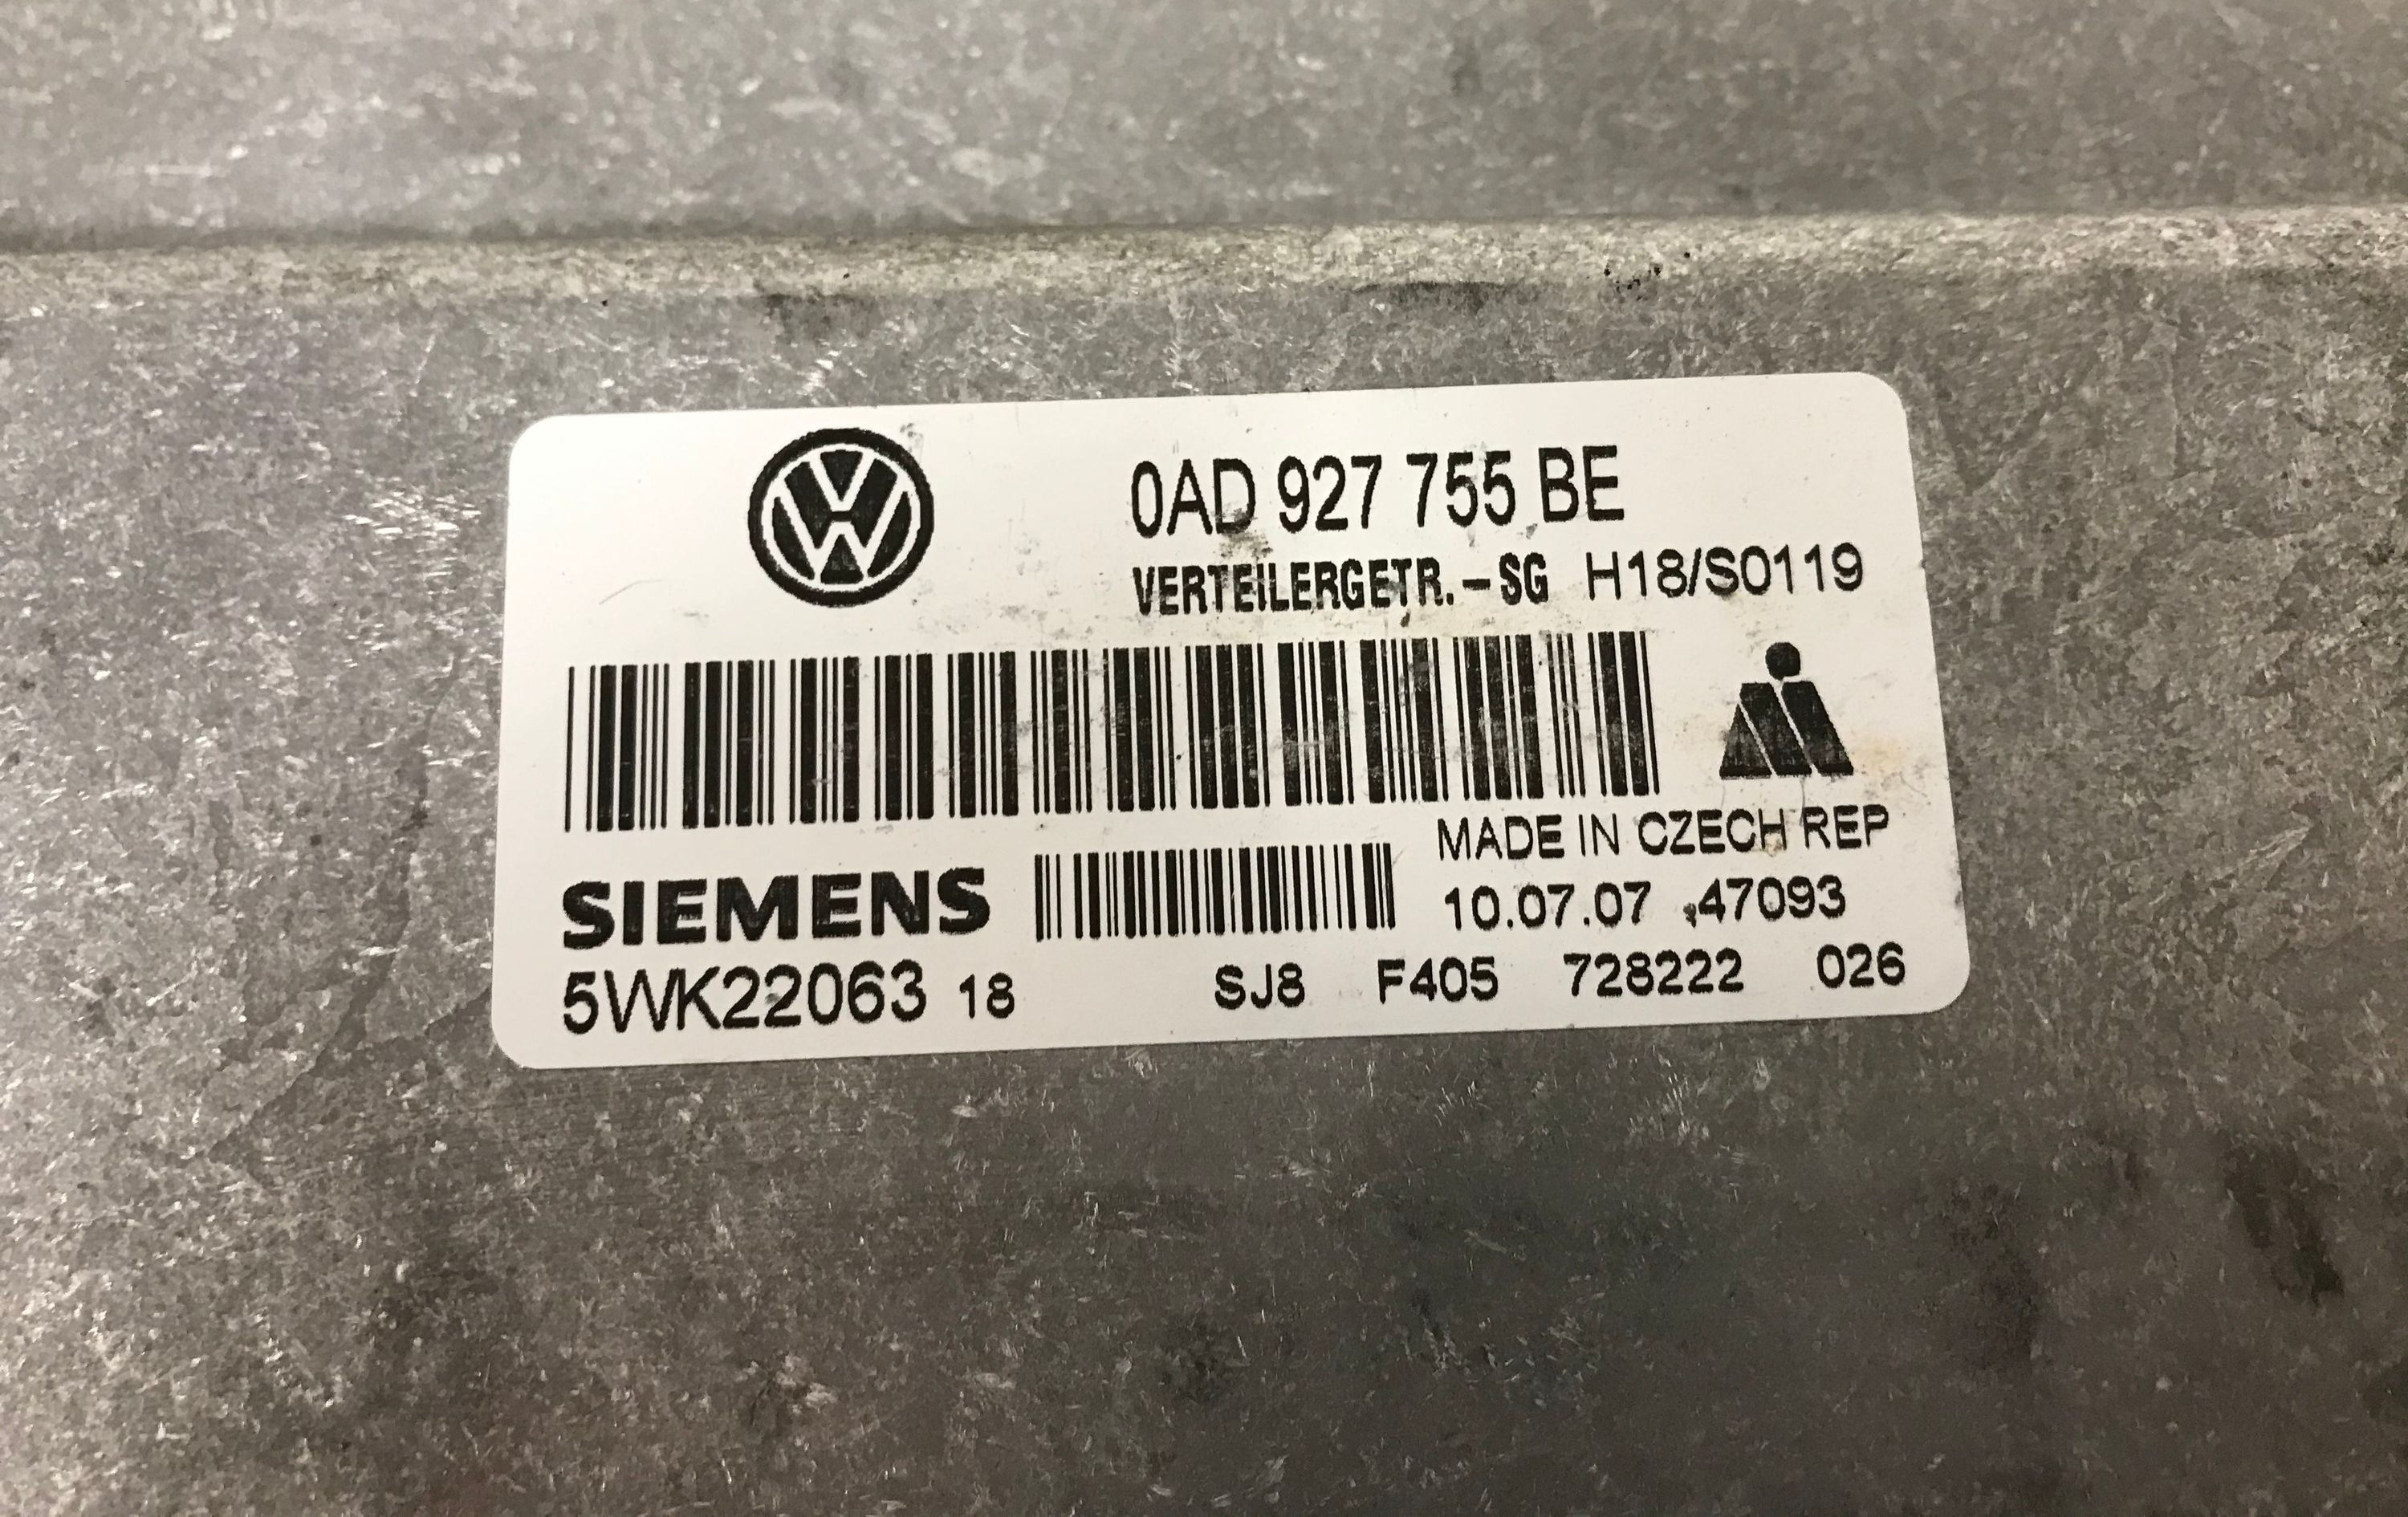 0AD 927 755 BE
VERTEILERGETR.-SG H18/S0119
MADE IN CZECH REP
SIEMENS 10.07.07 47093
5WK22063 18 SJ8 F405 728222 026